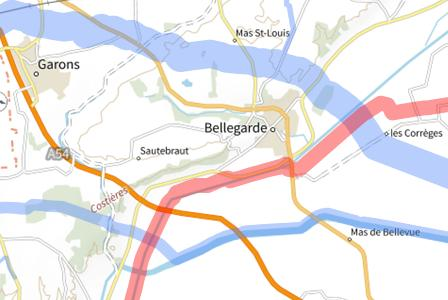 Mas St-Louis
Garons
Bellegarde
les Corrèges
A54
Sautebraut
Costières
Mas de Bellevue